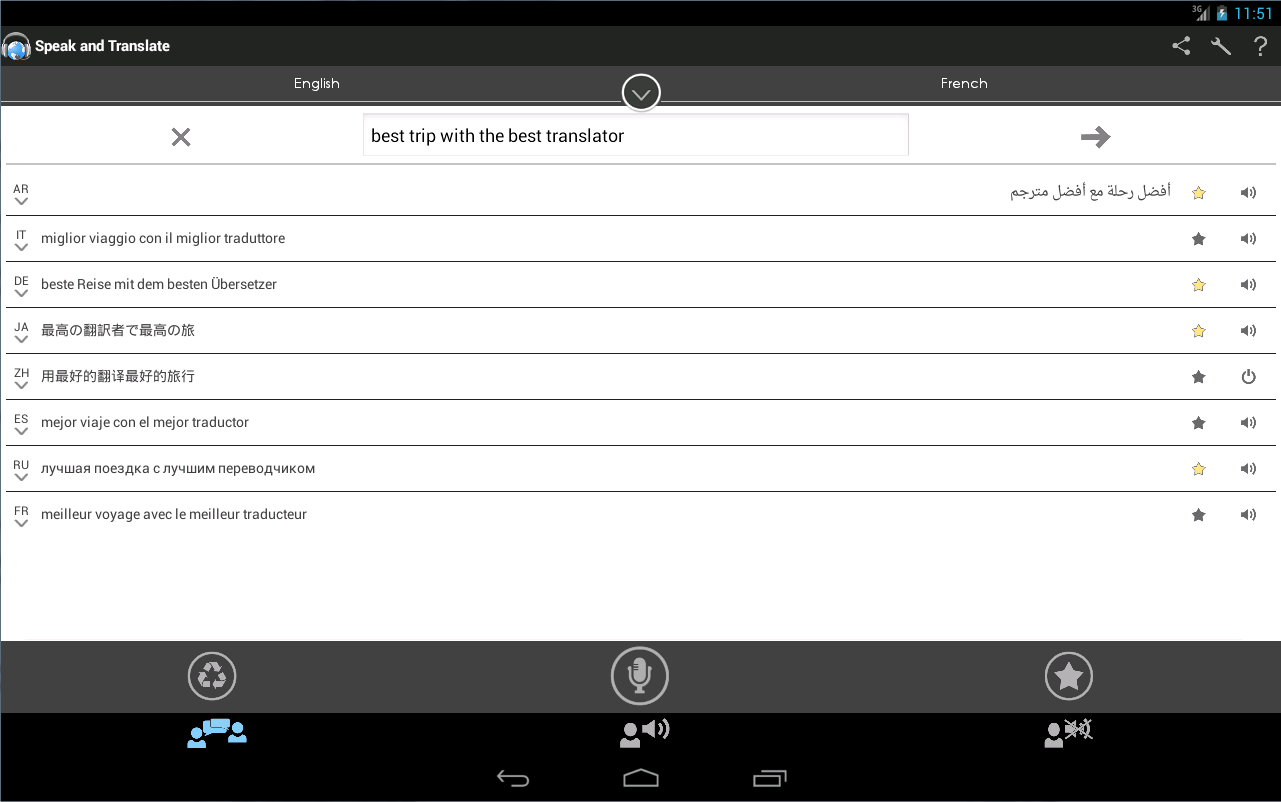 3G 11:51
Speak and Translate
English French
best trip with the best translator
AR أفضل رحلة مع أفضل مترجم
IT miglior viaggio con il miglior traduttore
DE beste Reise mit dem besten Übersetzer
JA 最高の翻訳者で最高の旅
ZH 用最好的翻译最好的旅行
ES mejor viaje con el mejor traductor
RU лучшая поездка с лучшим переводчиком
FR meilleur voyage avec le meilleur traducteur